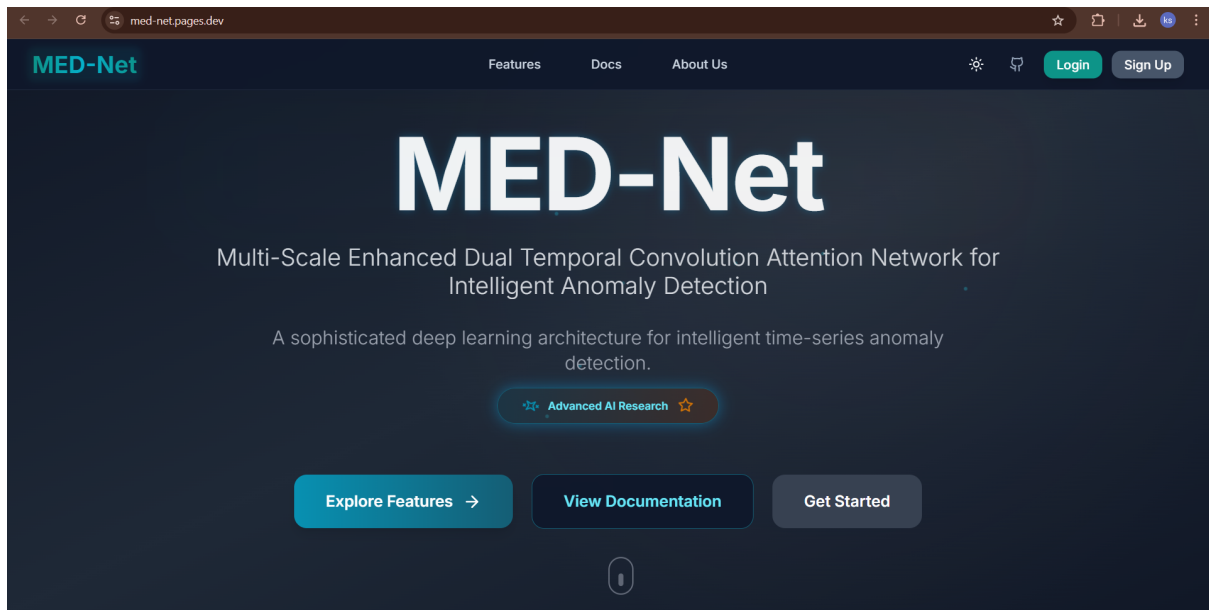 med-net.pages.dev
ks
MED-Net
Features
Docs
About Us
Login
Sign Up
MED-Net
Multi-Scale Enhanced Dual Temporal Convolution Attention Network for
Intelligent Anomaly Detection
A sophisticated deep learning architecture for intelligent time-series anomaly
detection.
Advanced AI Research
Explore Features →
View Documentation
Get Started